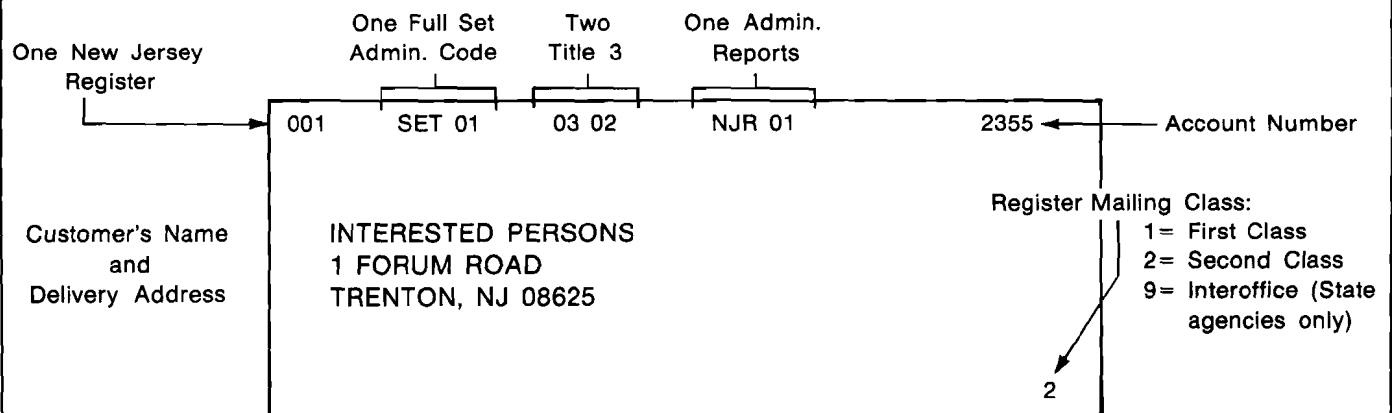 One New Jersey
Register
One Full Set
Admin. Code
Two
Title 3
One Admin.
Reports
001 SET 01 03 02 NJR 01 2355
Account Number
Customer's Name
and
Delivery Address
INTERESTED PERSONS
1 FORUM ROAD
TRENTON, NJ 08625
Register Mailing Class:
1= First Class
2= Second Class
9= Interoffice (State
agencies only)
2